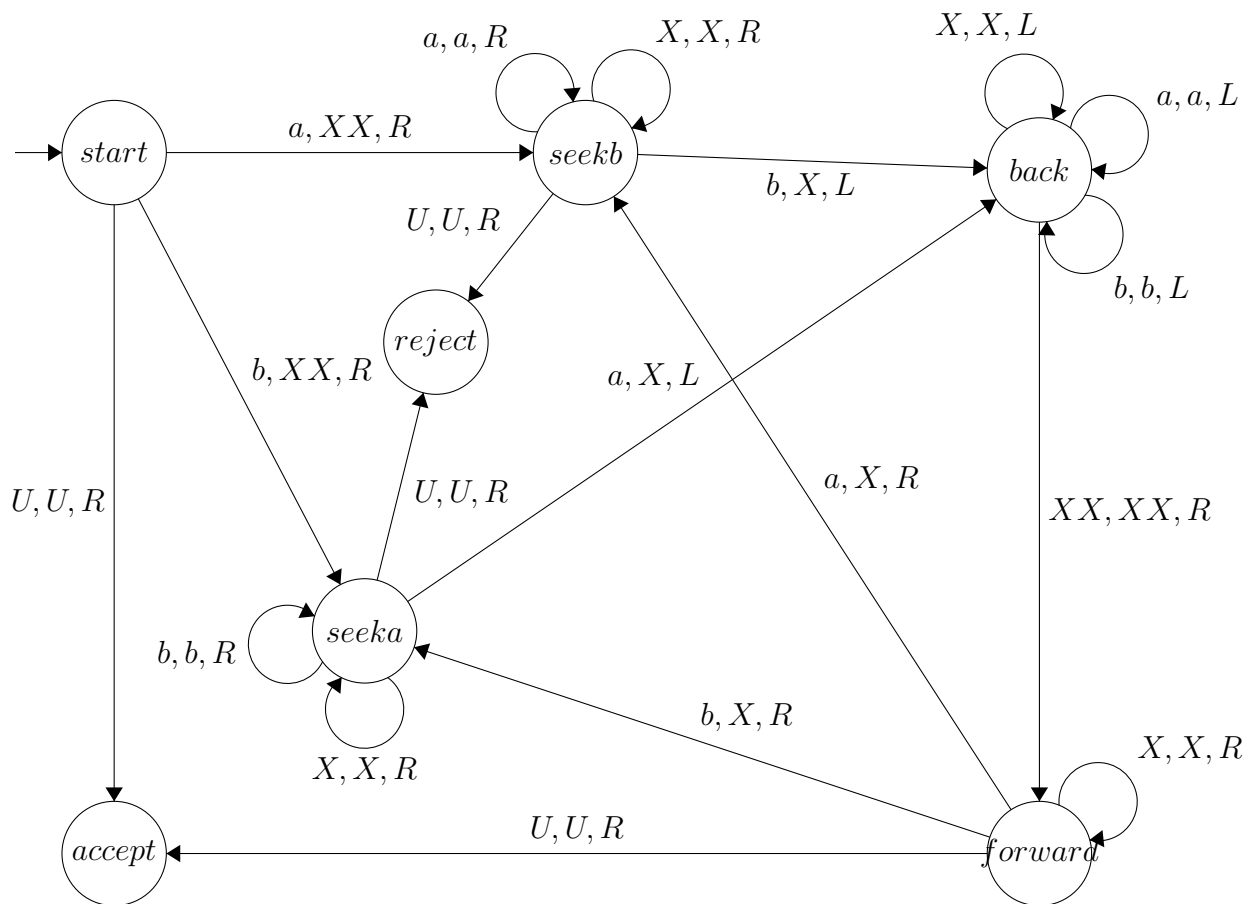 X, X, R
X, X, L
a, a, R
a, a, L
a, XX, R
start
seekb
back
b, X, L
U, U, R
b, b, L
reject
b, XX, R
a, X, L
U, U, R
U, U, R
a, X, R
XX, XX, R
seeka
b, b, R
b, X, R
X, X, R
X, X, R
U, U, R
accept
forward